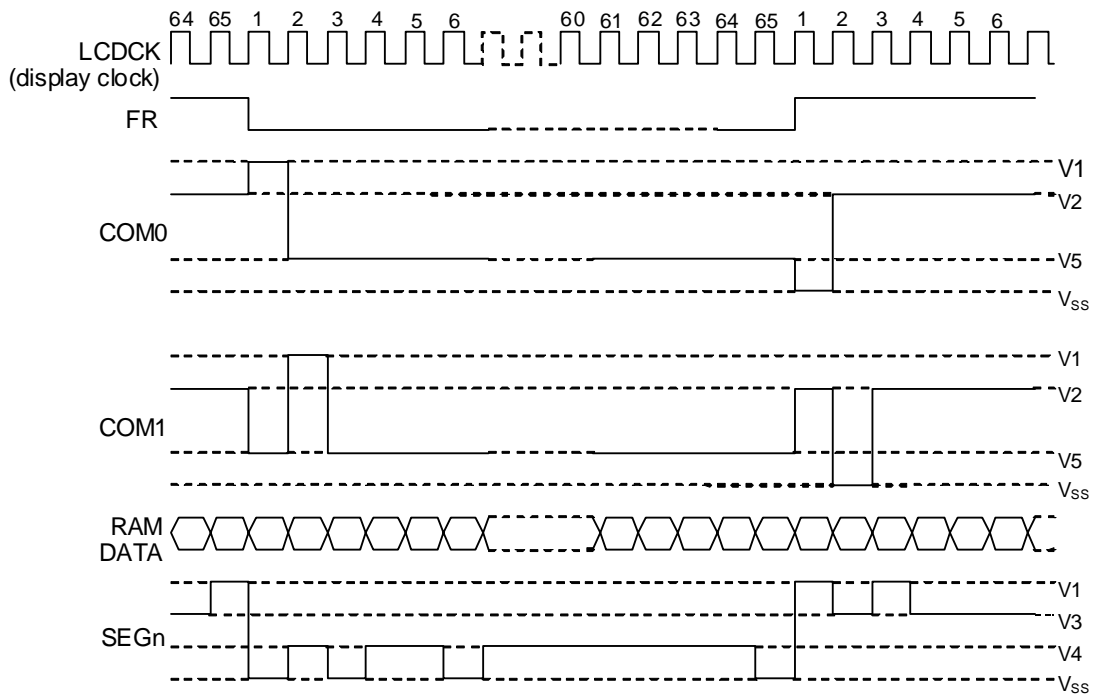 64 65 1 2 3 4 5 6 60 61 62 63 64 65 1 2 3 4 5 6
LCDCK
(display clock)
FR
V1
V2
COM0
V5
VSS
V1
V2
COM1
V5
VSS
RAM
DATA
V1
V3
SEGn
V4
VSS